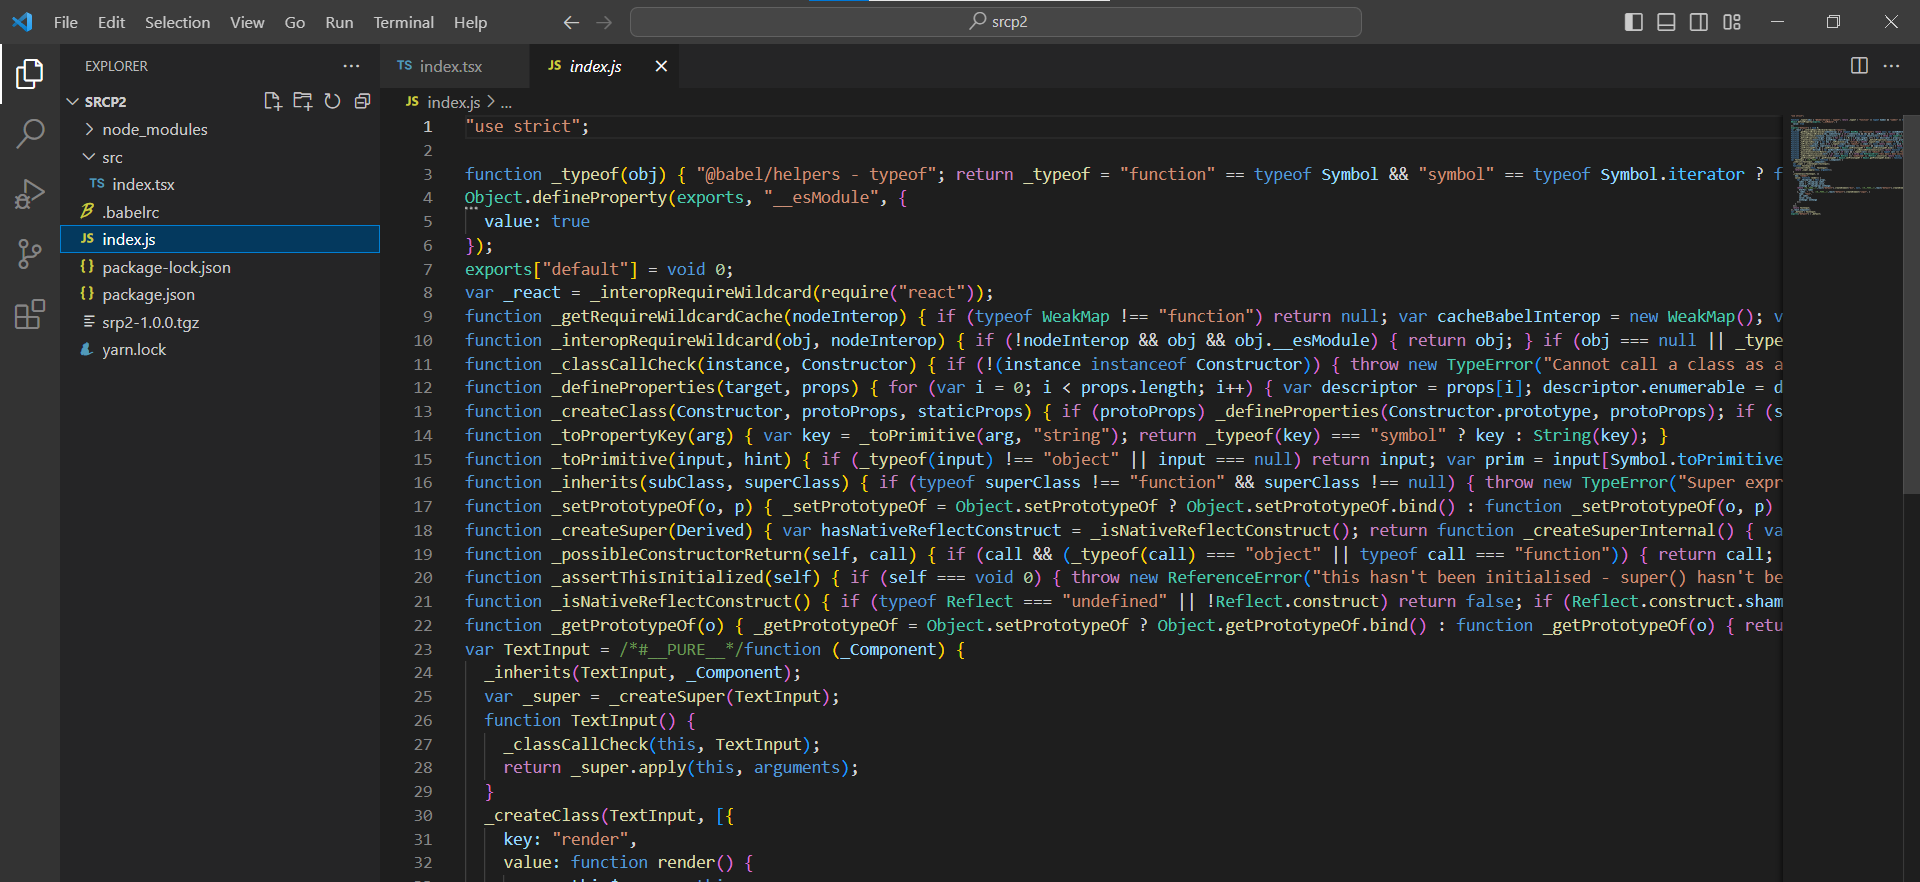 File Edit Selection View Go Run Terminal Help
srcp2
EXPLORER
SRCP2
node_modules
src
TS index.tsx
.babelrc
JS index.js
{} package-lock.json
{} package.json
srp2-1.0.0.tgz
yarn.lock
TS index.tsx
JS index.js
JS index.js > ...
1 "use strict";
2
3 function _typeof(obj) { "@babel/helpers - typeof"; return _typeof = "function" == typeof Symbol && "symbol" == typeof Symbol.iterator ? f
4 Object.defineProperty(exports, "__esModule", {
5 value: true
6 });
7 exports["default"] = void 0;
8 var _react = _interopRequireWildcard(require("react"));
9 function _getRequireWildcardCache(nodeInterop) { if (typeof WeakMap !== "function") return null; var cacheBabelInterop = new WeakMap(); v
10 function _interopRequireWildcard(obj, nodeInterop) { if (!nodeInterop && obj && obj.__esModule) { return obj; } if (obj === null || _type
11 function _classCallCheck(instance, Constructor) { if (!(instance instanceof Constructor)) { throw new TypeError("Cannot call a class as a
12 function _defineProperties(target, props) { for (var i = 0; i < props.length; i++) { var descriptor = props[i]; descriptor.enumerable = d
13 function _createClass(Constructor, protoProps, staticProps) { if (protoProps) _defineProperties(Constructor.prototype, protoProps); if (s
14 function _toPropertyKey(arg) { var key = _toPrimitive(arg, "string"); return _typeof(key) === "symbol" ? key : String(key); }
15 function _toPrimitive(input, hint) { if (_typeof(input) !== "object" || input === null) return input; var prim = input[Symbol.toPrimitive
16 function _inherits(subClass, superClass) { if (typeof superClass !== "function" && superClass !== null) { throw new TypeError("Super expr
17 function _setPrototypeOf(o, p) { _setPrototypeOf = Object.setPrototypeOf ? Object.setPrototypeOf.bind() : function _setPrototypeOf(o, p)
18 function _createSuper(Derived) { var hasNativeReflectConstruct = _isNativeReflectConstruct(); return function _createSuperInternal() { va
19 function _possibleConstructorReturn(self, call) { if (call && (_typeof(call) === "object" || typeof call === "function")) { return call;
20 function _assertThisInitialized(self) { if (self === void 0) { throw new ReferenceError("this hasn't been initialised - super() hasn't be
21 function _isNativeReflectConstruct() { if (typeof Reflect === "undefined" || !Reflect.construct) return false; if (Reflect.construct.sham
22 function _getPrototypeOf(o) { _getPrototypeOf = Object.setPrototypeOf ? Object.getPrototypeOf.bind() : function _getPrototypeOf(o) { retu
23 var TextInput = /*#__PURE__*/function (_Component) {
24 _inherits(TextInput, _Component);
25 var _super = _createSuper(TextInput);
26 function TextInput() {
27 _classCallCheck(this, TextInput);
28 return _super.apply(this, arguments);
29 }
30 _createClass(TextInput, [{
31 key: "render",
32 value: function render() {